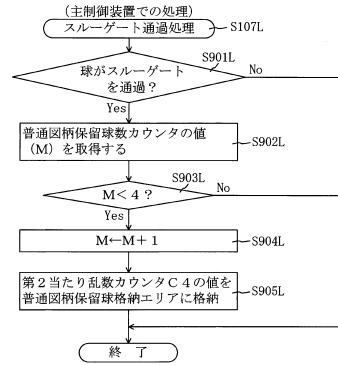 （主制御装置での処理）
スルーゲート通過処理
S107L
球がスルーゲート
を通過？
S901L
No
Yes
普通図柄保留球数カウンタの値
（M）を取得する
S902L
M＜4？
S903L
No
Yes
M←M＋1
S904L
第2当たり乱数カウンタC4の値を
普通図柄保留球格納エリアに格納
S905L
終　了